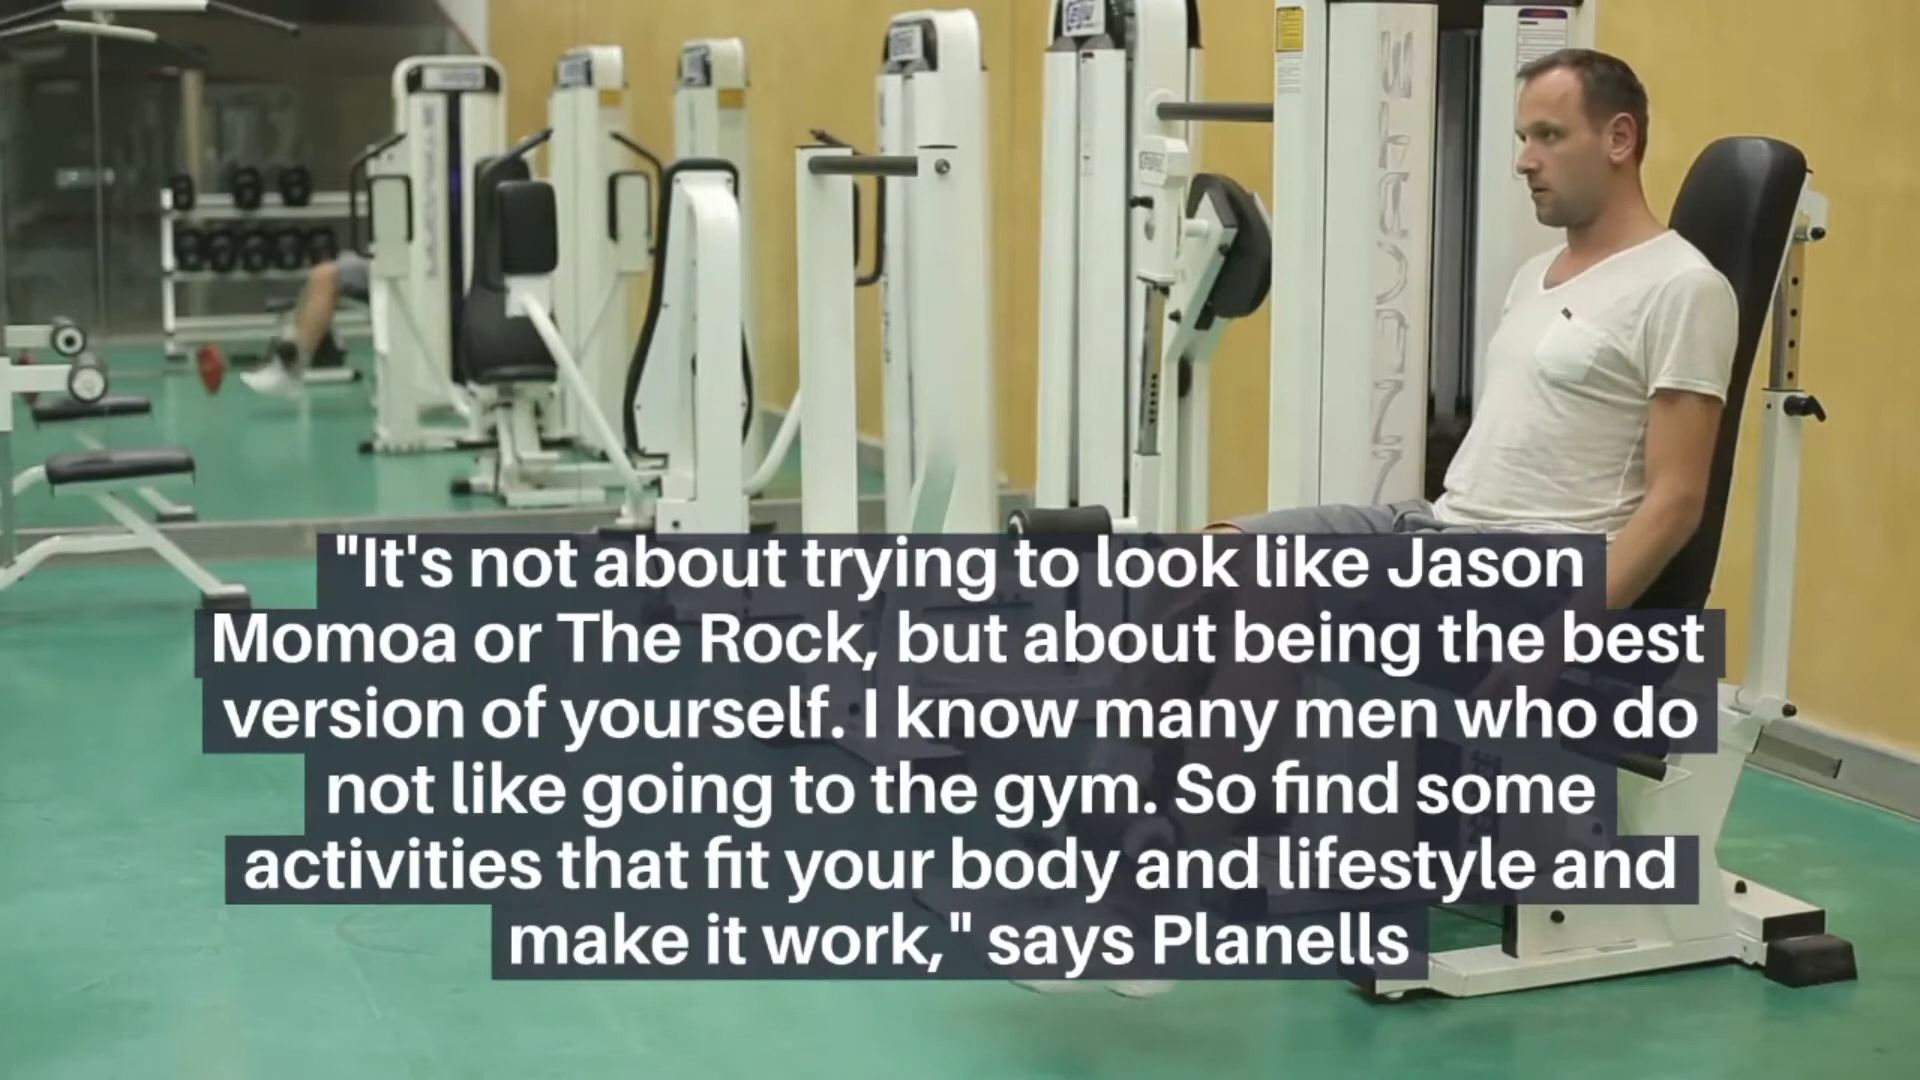 "It's not about trying to look like Jason
Momoa or The Rock, but about being the best
version of yourself. I know many men who do
not like going to the gym. So find some
activities that fit your body and lifestyle and
make it work," says Planells